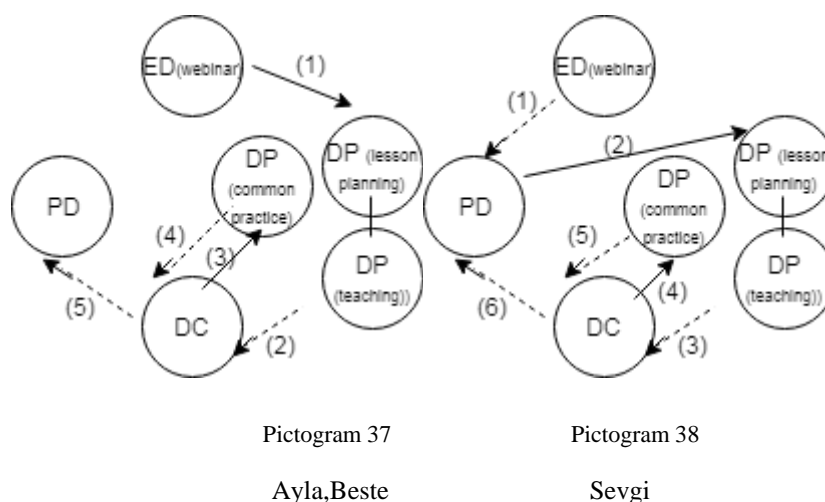 ED(webinar)
(1)
DP (lesson
planning)
DP
(common
practice)
PD
(4)
(3)
DP
(teaching))
(5)
DC
(2)
Pictogram 37
Ayla,Beste
ED(webinar)
(1)
(2)
DP (lesson
planning)
DP
(common
practice)
PD
(5)
(4)
DP
(teaching))
(6)
DC
(3)
Pictogram 38
Sevgi